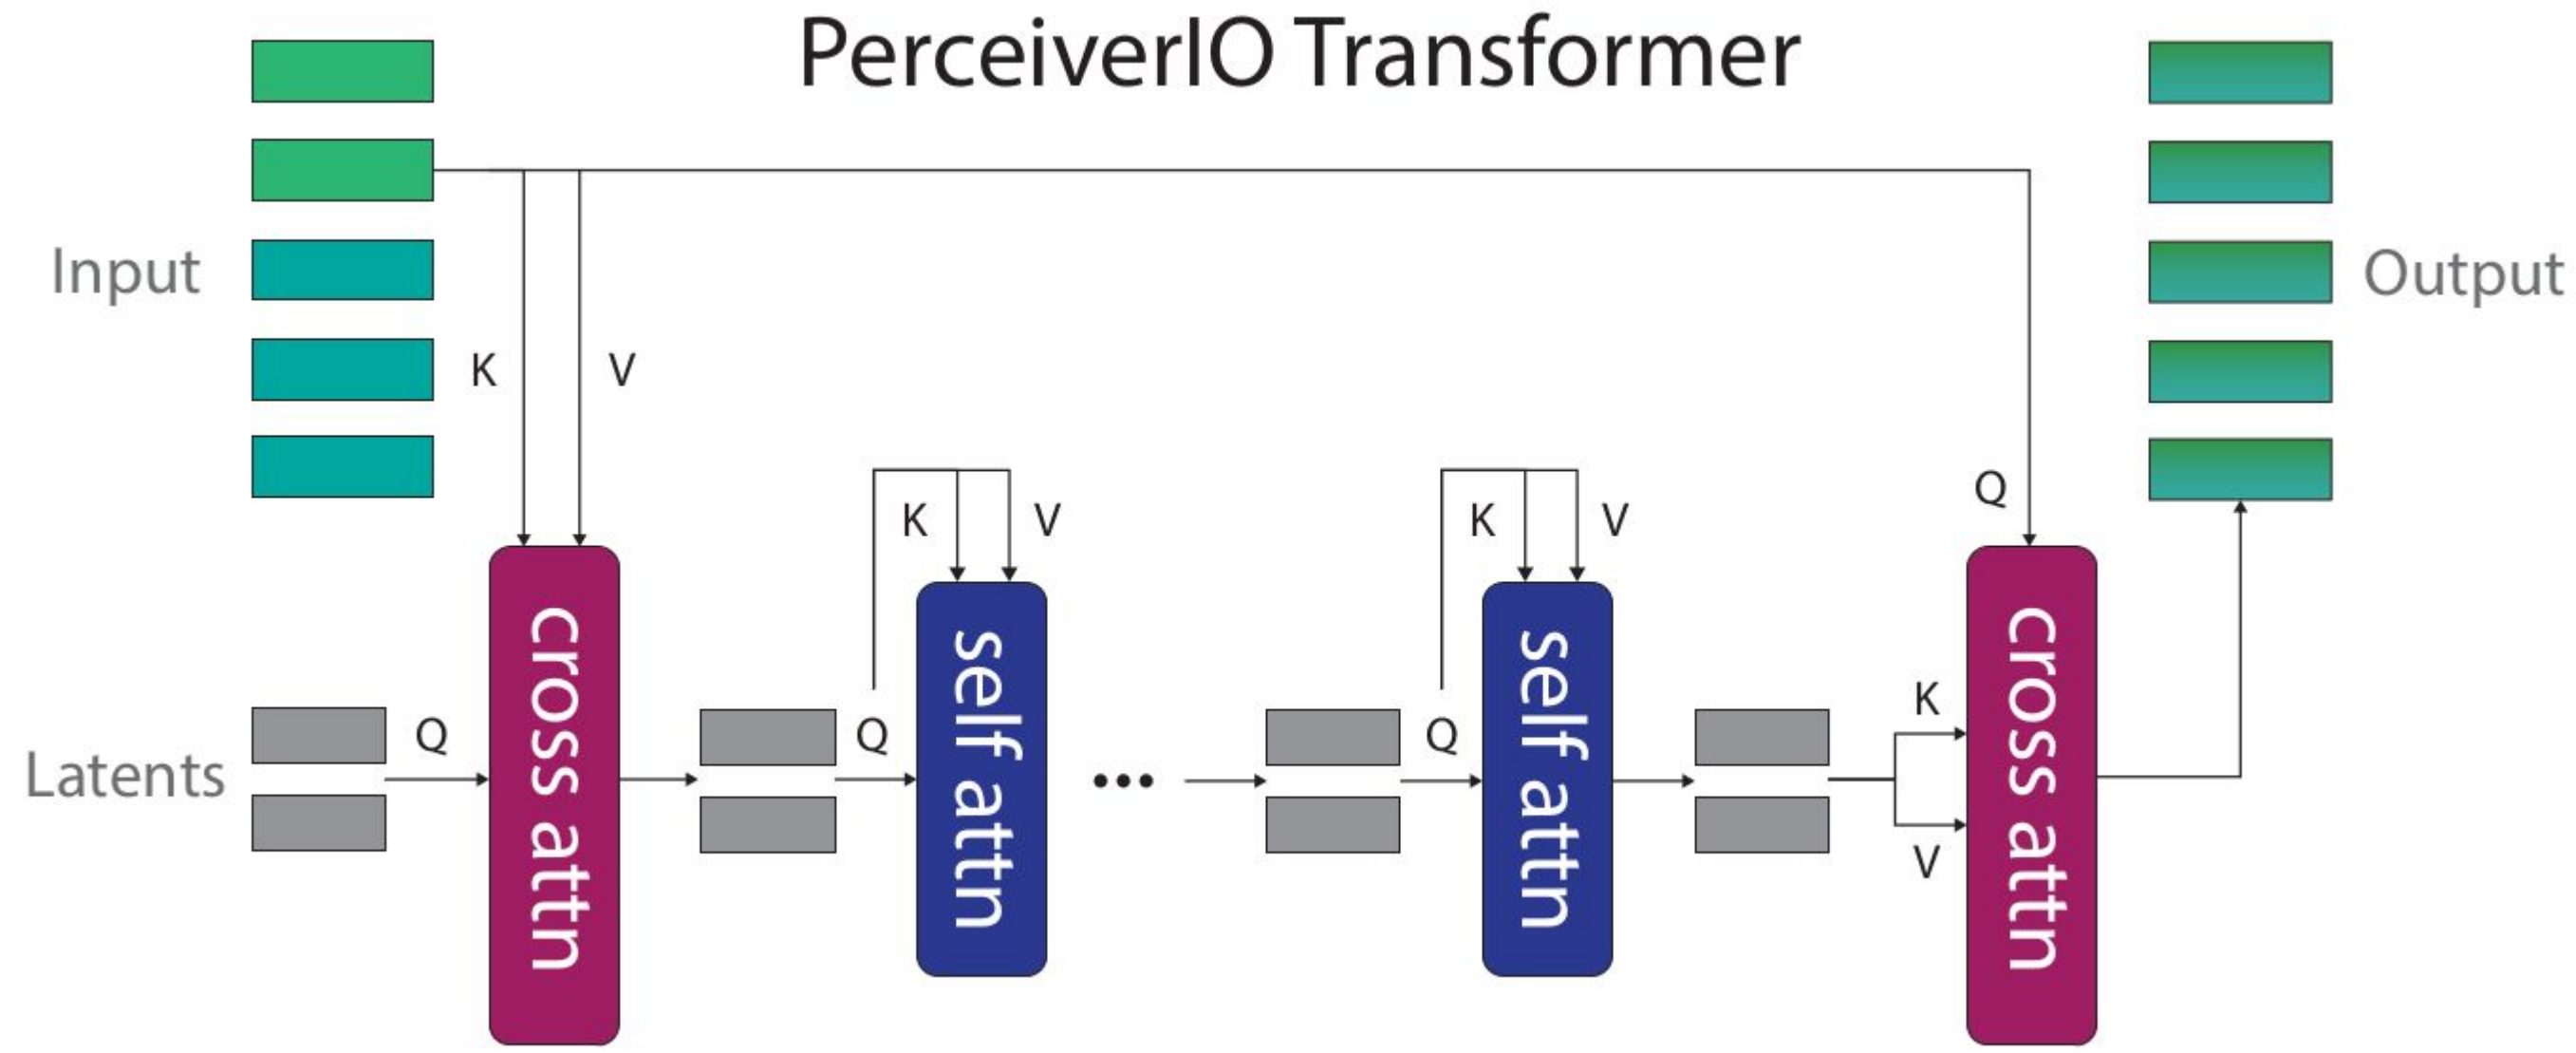 PerceiverIO Transformer
Input
Output
K
V
K
V
K
V
Q
Latents
Q
cross attn
Q
self attn
•••
Q
self attn
K
V
cross attn